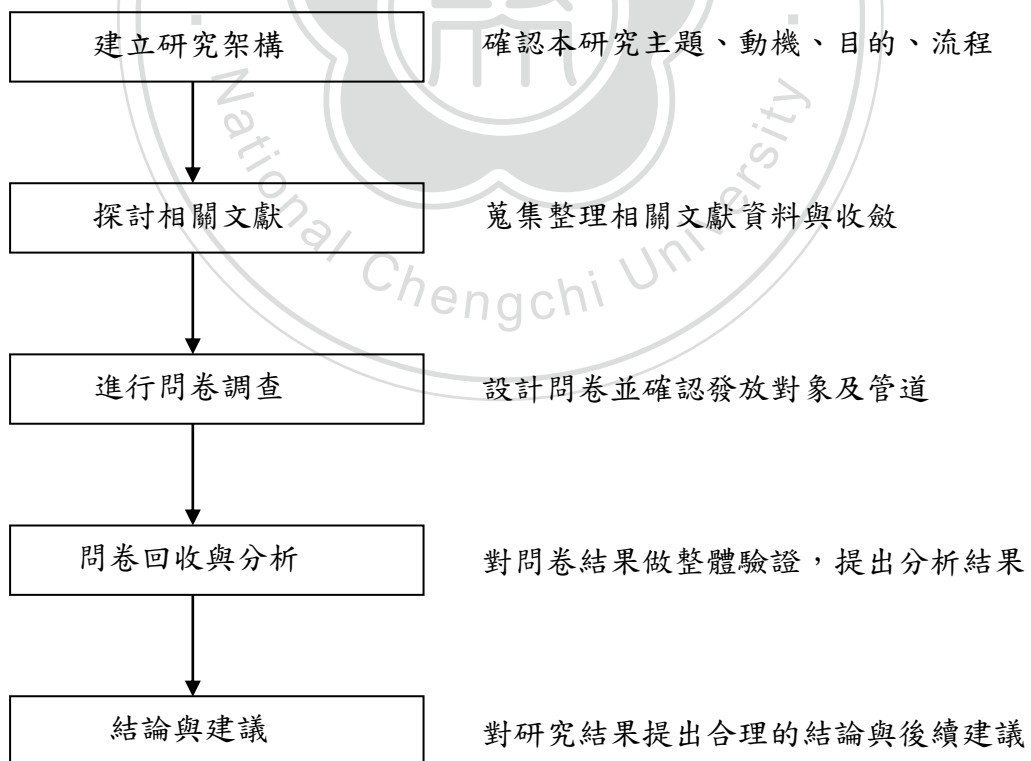 建立研究架構
確認本研究主題、動機、目的、流程
探討相關文獻
蒐集整理相關文獻資料與收斂
National Chengchi University
進行問卷調查
設計問卷並確認發放對象及管道
問卷回收與分析
對問卷結果做整體驗證，提出分析結果
結論與建議
對研究結果提出合理的結論與後續建議